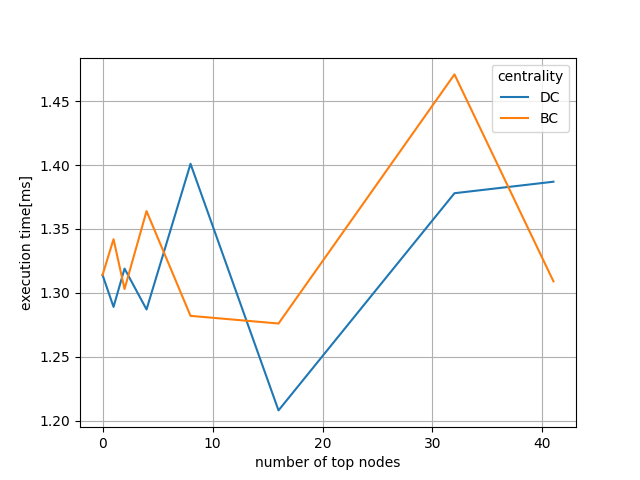 centrality
DC
BC
1.45
1.40
1.35
1.30
1.25
1.20
execution time[ms]
0 10 20 30 40
number of top nodes